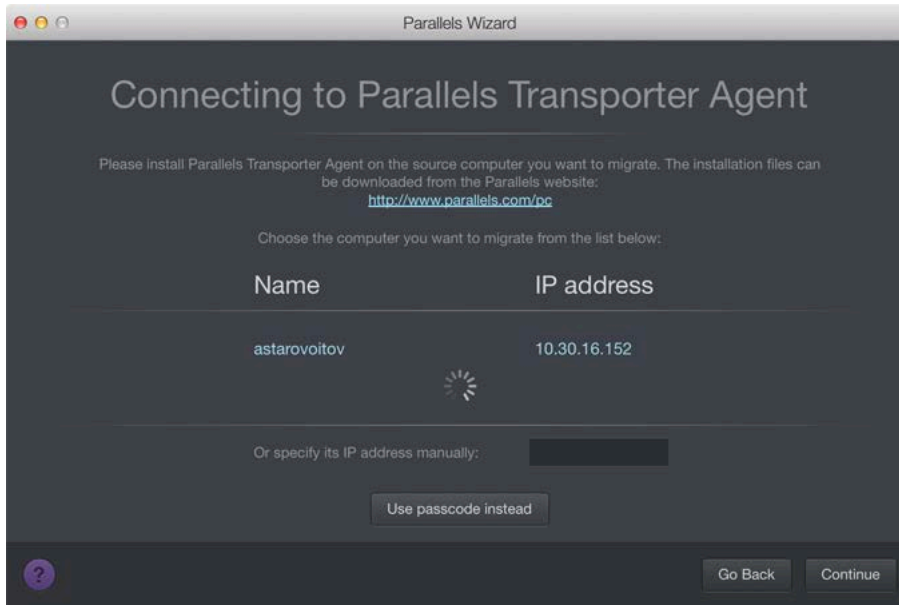 Parallels Wizard
Connecting to Parallels Transporter Agent
Please install Parallels Transporter Agent on the source computer you want to migrate. The installation files can
be downloaded from the Parallels website:
http://www.parallels.com/pc
Choose the computer you want to migrate from the list below:
Name IP address
astarovoitov 10.30.16.152
Or specify its IP address manually:
Use passcode instead
? Go Back Continue